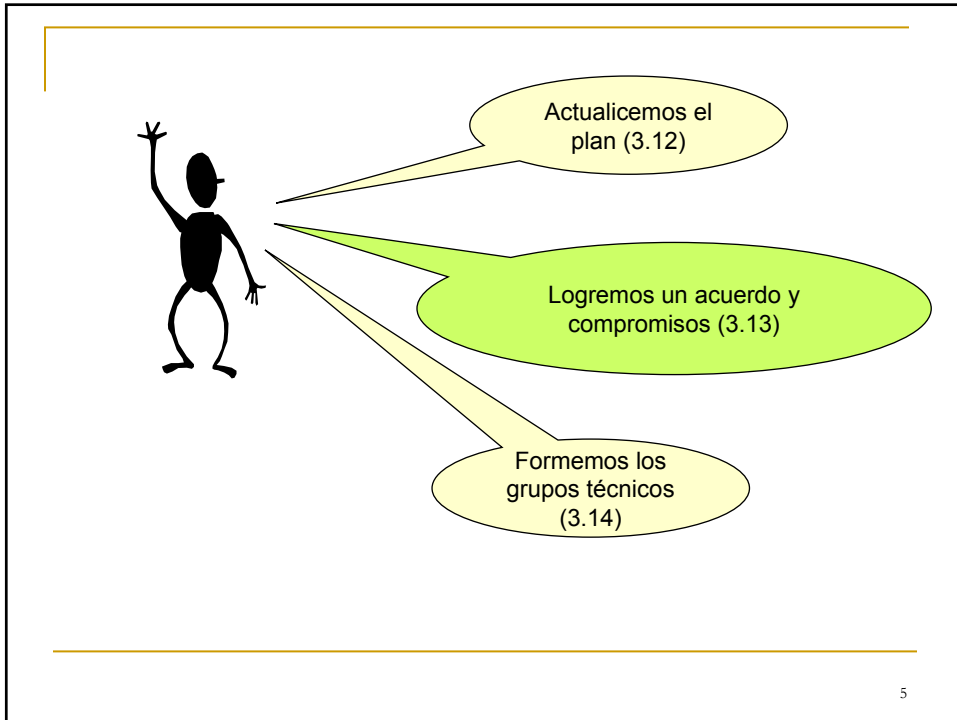 Actualicemos el
plan (3.12)
Logremos un acuerdo y
compromisos (3.13)
Formemos los
grupos técnicos
(3.14)
5